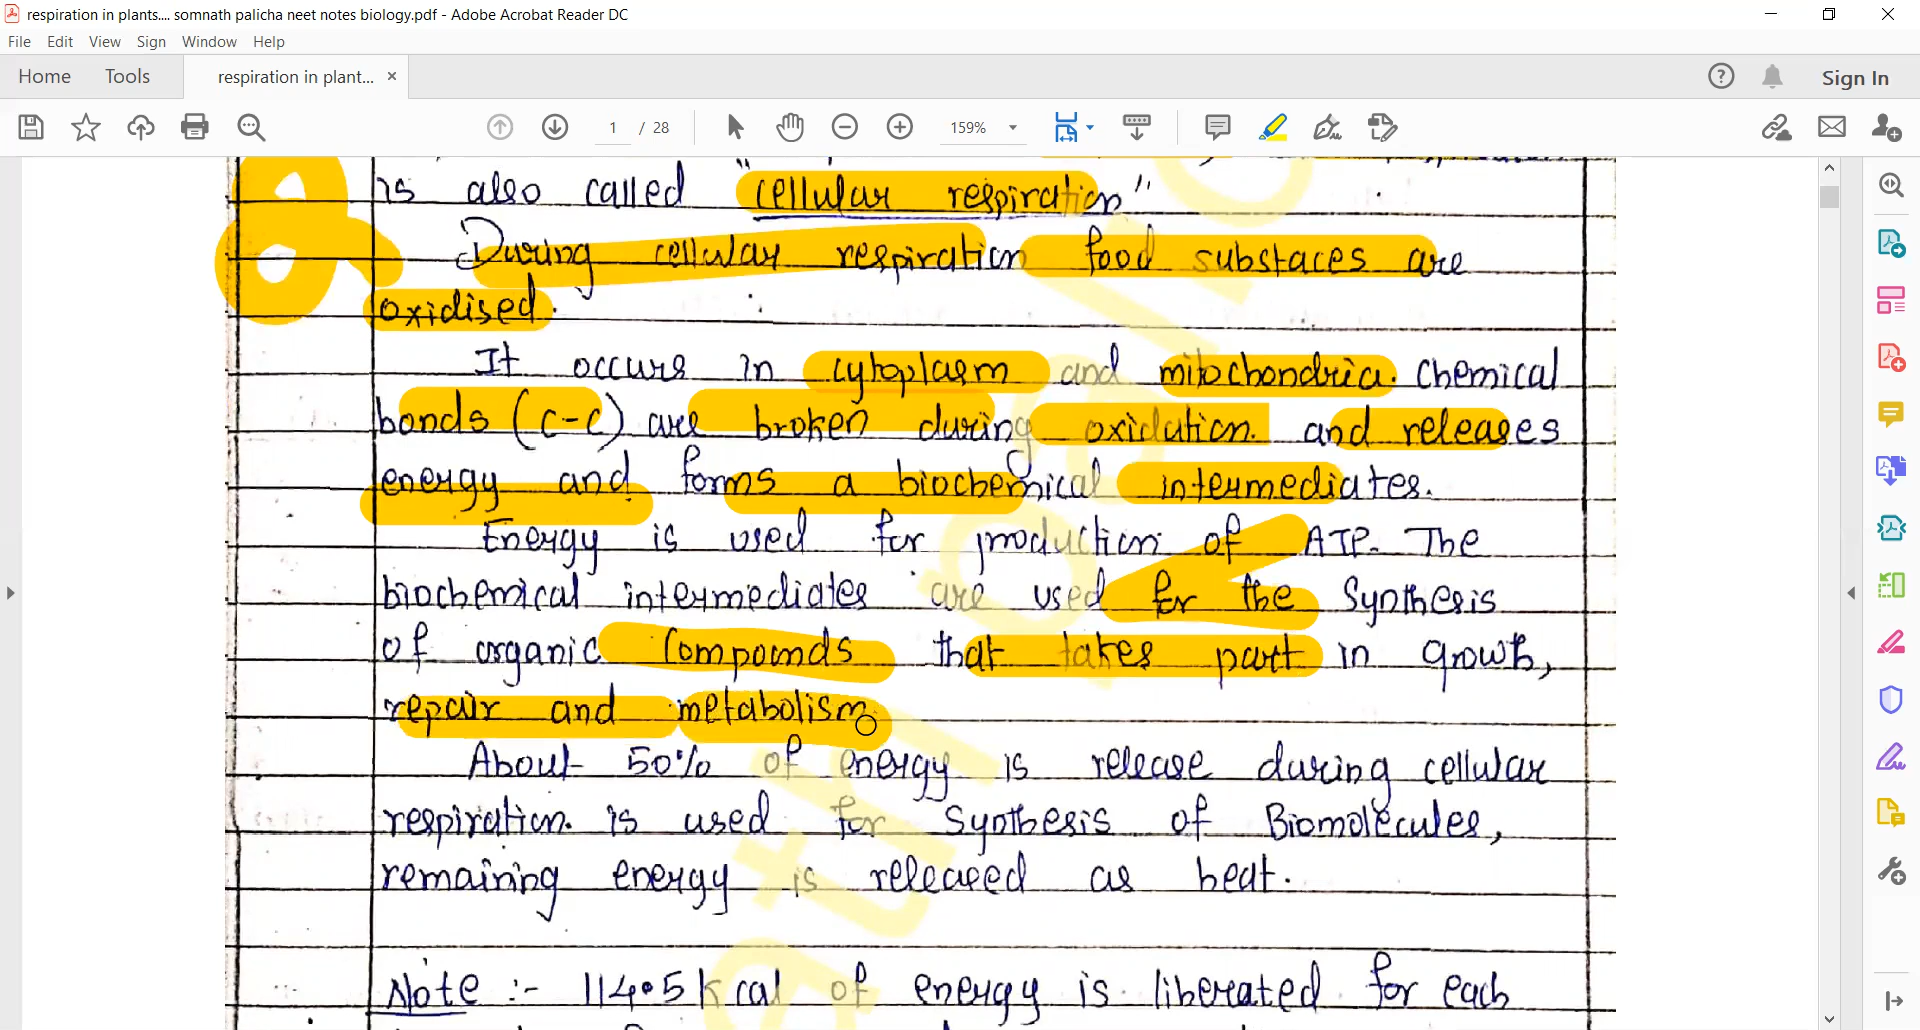 respiration in plants.... somnath palicha neet notes biology.pdf - Adobe Acrobat Reader DC
File Edit View Sign Window Help
Home Tools respiration in plant... × Sign In
1 / 28 159%
is also called "cellular respiration"
During cellular respiration food substaces are
oxidised.
It occurs in cytoplasm and mitochondria. Chemical
bonds (C-C) are broken during oxidation. and releases
energy and forms a biochemical intermediates.
Energy is used for production of ATP. The
biochemical intermediates are used for the Synthesis
of organic Compounds that takes part in growth,
repair and metabolism.
About 50% of energy is release during cellular
respiration. is used for synthesis of Biomolecules,
remaining energy is released as heat.
Note :- 114.5 kcal of energy is liberated for each